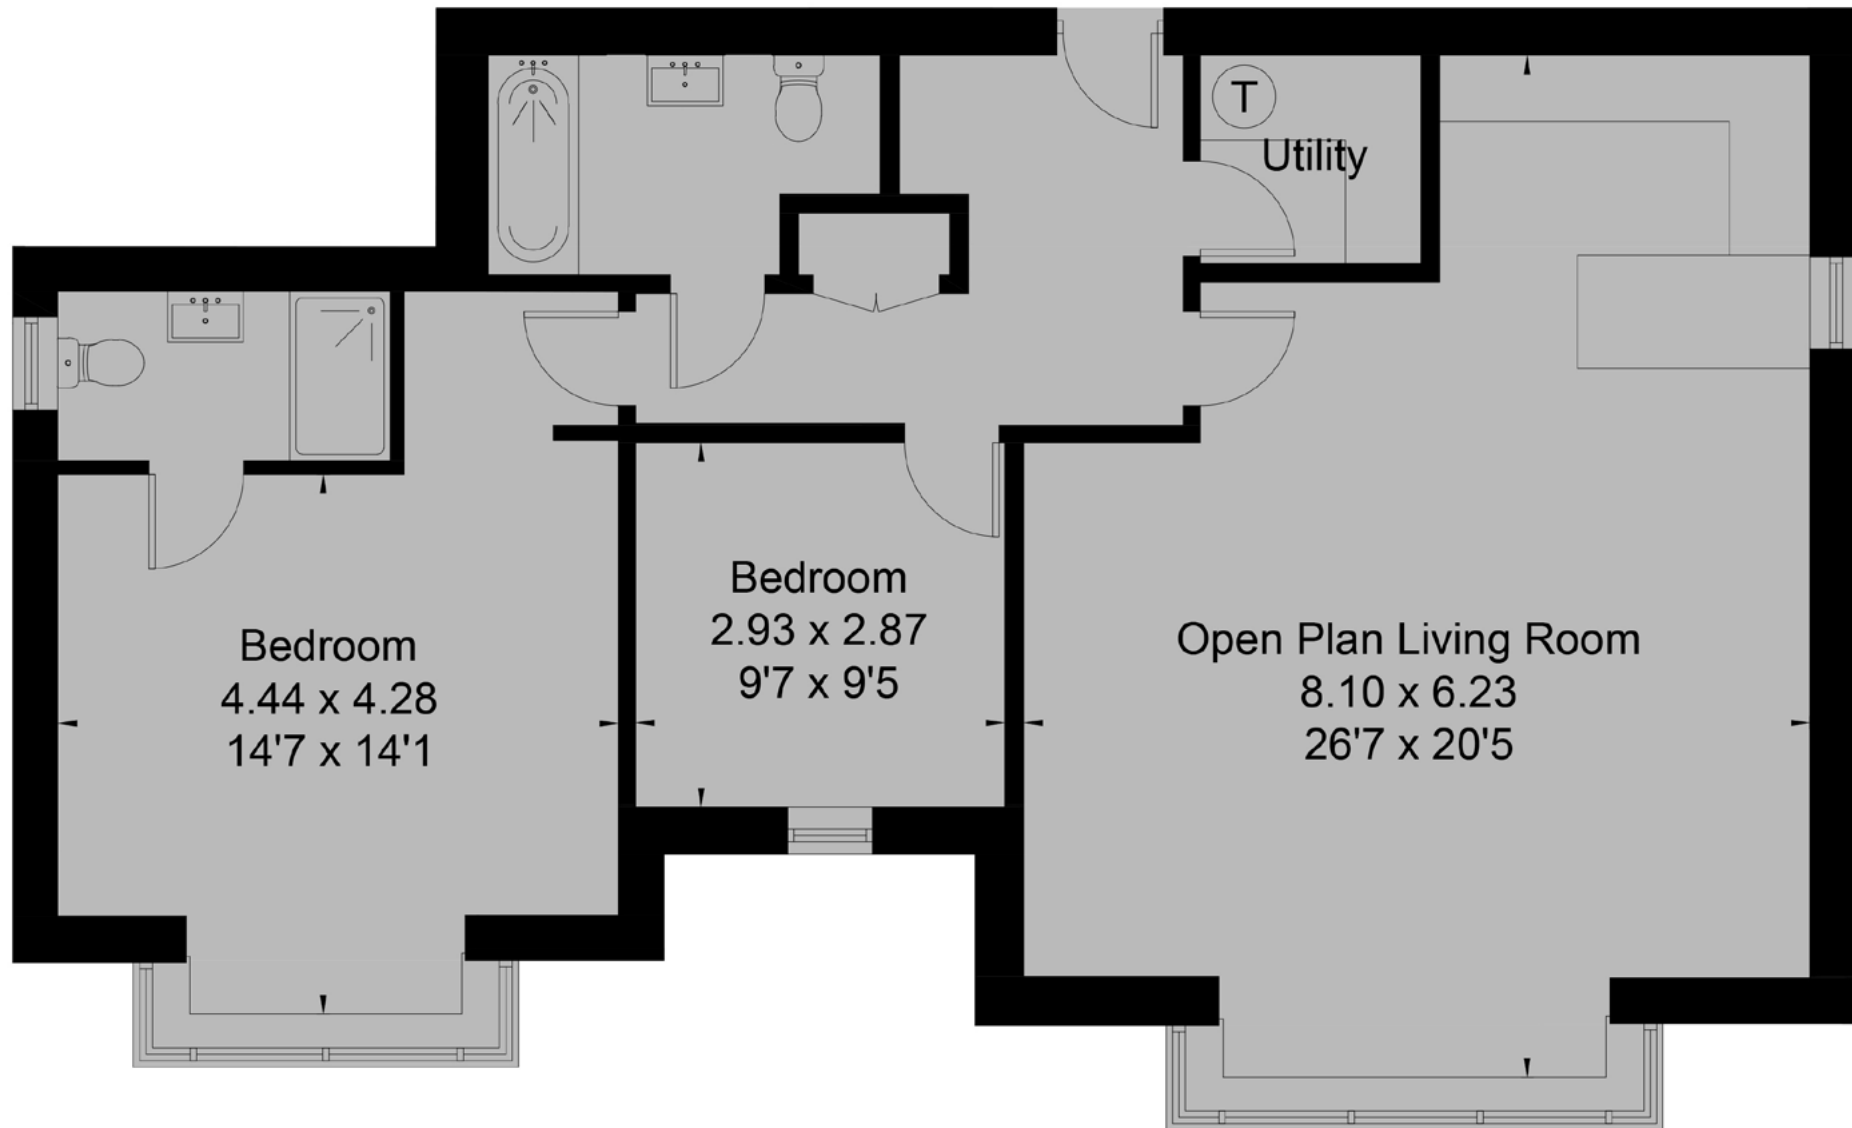 T
Utility
Bedroom
4.44 x 4.28
14'7 x 14'1
Bedroom
2.93 x 2.87
9'7 x 9'5
Open Plan Living Room
8.10 x 6.23
26'7 x 20'5